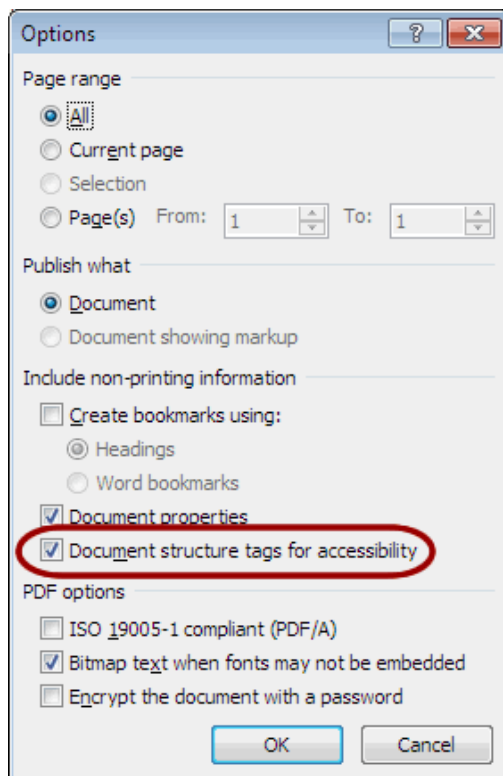 Options
Page range
All
Current page
Selection
Page(s) From: 1 To: 1
Publish what
Document
Document showing markup
Include non-printing information
Create bookmarks using:
Headings
Word bookmarks
Document properties
Document structure tags for accessibility
PDF options
ISO 19005-1 compliant (PDF/A)
Bitmap text when fonts may not be embedded
Encrypt the document with a password
OK Cancel